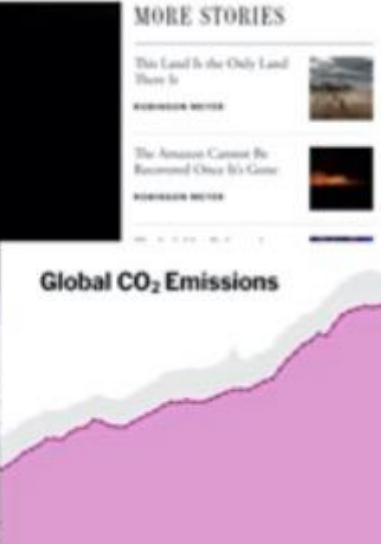 MORE STORIES
This Land Is the Only Land
There Is
ROBINSON MEYER
The Amazon Cannot Be
Recovered Once It's Gone
ROBINSON MEYER
Global CO₂ Emissions